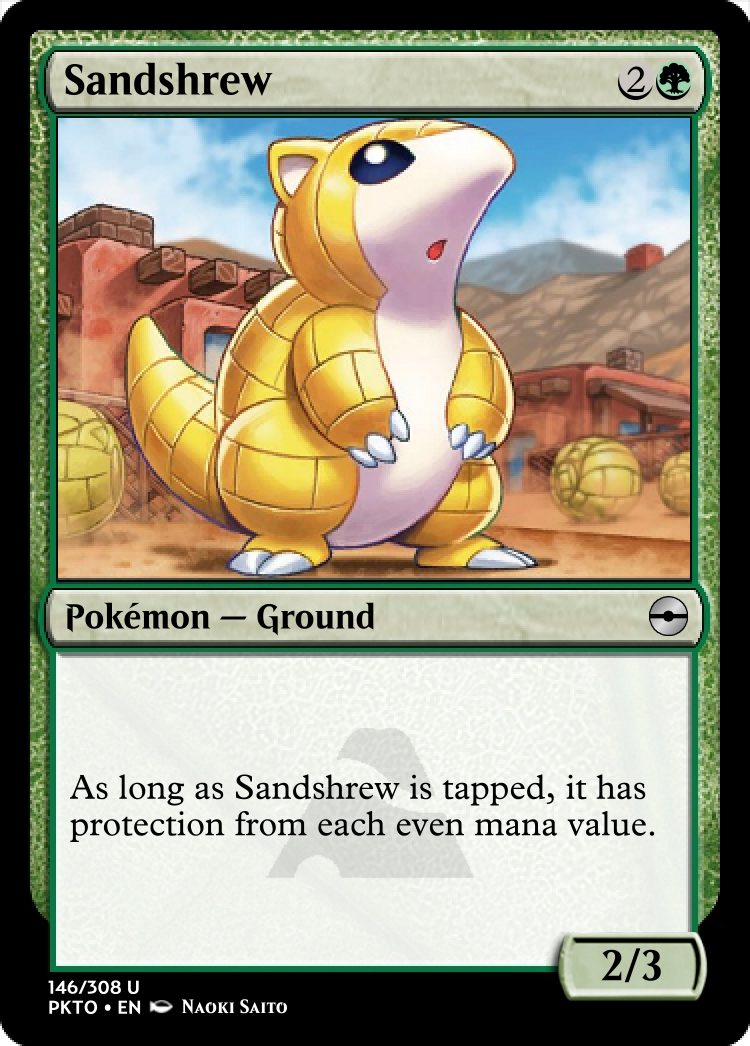 Sandshrew 2
Pokémon — Ground
As long as Sandshrew is tapped, it has
protection from each even mana value.
2/3
146/308 U
PKTO • EN Naoki Saito